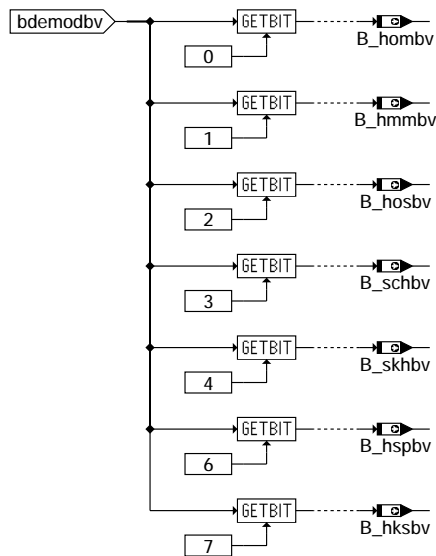 bdemodbv
GETBIT
B_hombv
0
GETBIT
B_hmmbv
1
GETBIT
B_hosbv
2
GETBIT
B_schbv
3
GETBIT
B_skhbv
4
GETBIT
B_hspbv
6
GETBIT
B_hksbv
7